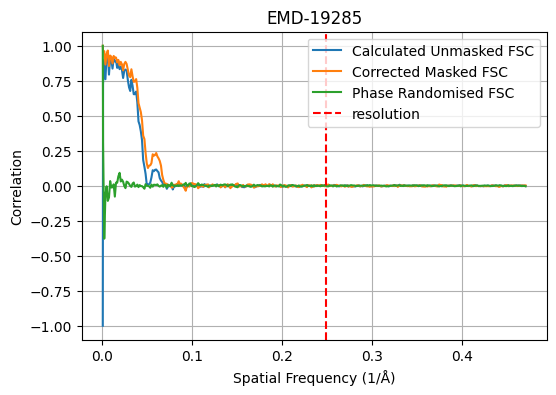 EMD-19285
Calculated Unmasked FSC
Corrected Masked FSC
Phase Randomised FSC
resolution
1.00
0.75
0.50
0.25
0.00
−0.25
−0.50
−0.75
−1.00
Correlation
0.0
0.1
0.2
0.3
0.4
Spatial Frequency (1/Å)